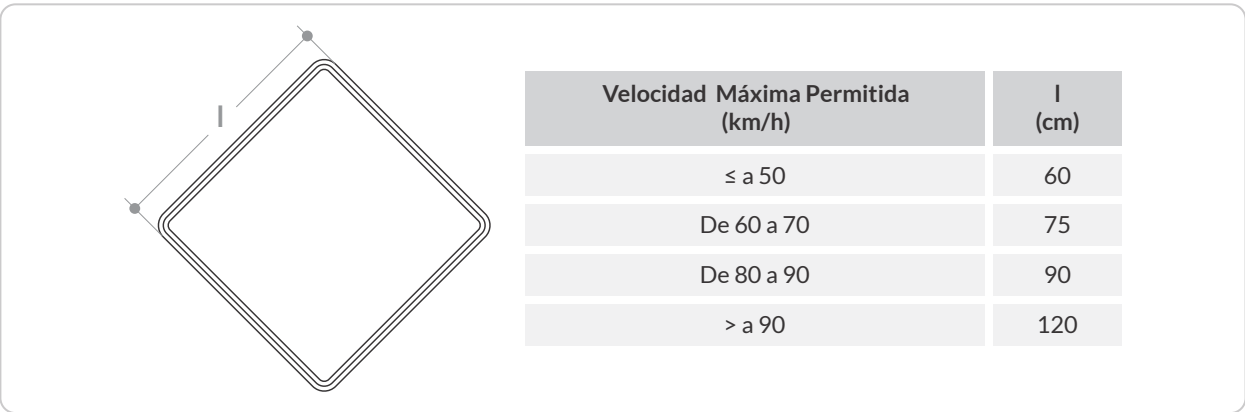 l
Velocidad Máxima Permitida
(km/h)
l
(cm)
≤ a 50
60
De 60 a 70
75
De 80 a 90
90
> a 90
120